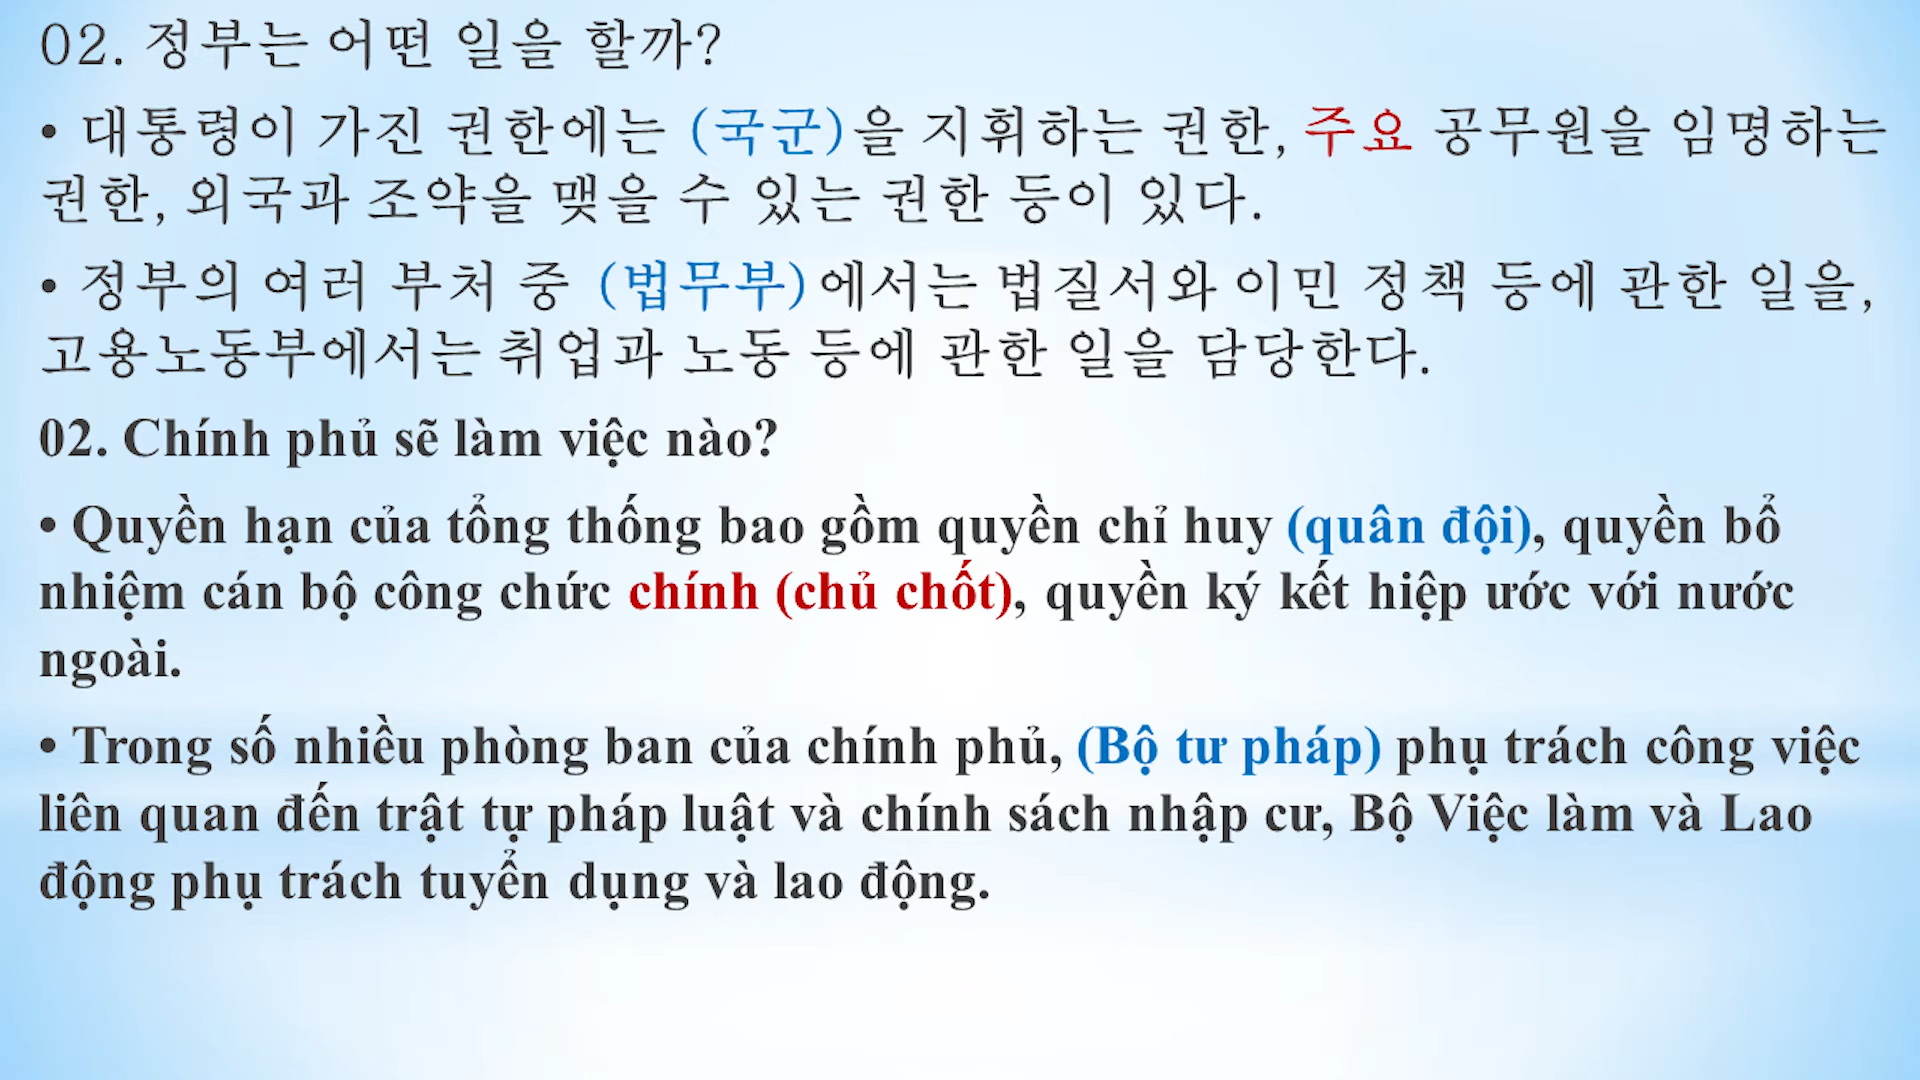 02. 정부는 어떤 일을 할까?
• 대통령이 가진 권한에는 (국군)을 지휘하는 권한, 주요 공무원을 임명하는
권한, 외국과 조약을 맺을 수 있는 권한 등이 있다.
• 정부의 여러 부처 중 (법무부)에서는 법질서와 이민 정책 등에 관한 일을,
고용노동부에서는 취업과 노동 등에 관한 일을 담당한다.
02. Chính phủ sẽ làm việc nào?
• Quyền hạn của tổng thống bao gồm quyền chỉ huy (quân đội), quyền bổ
nhiệm cán bộ công chức chính (chủ chốt), quyền ký kết hiệp ước với nước
ngoài.
• Trong số nhiều phòng ban của chính phủ, (Bộ tư pháp) phụ trách công việc
liên quan đến trật tự pháp luật và chính sách nhập cư, Bộ Việc làm và Lao
động phụ trách tuyển dụng và lao động.